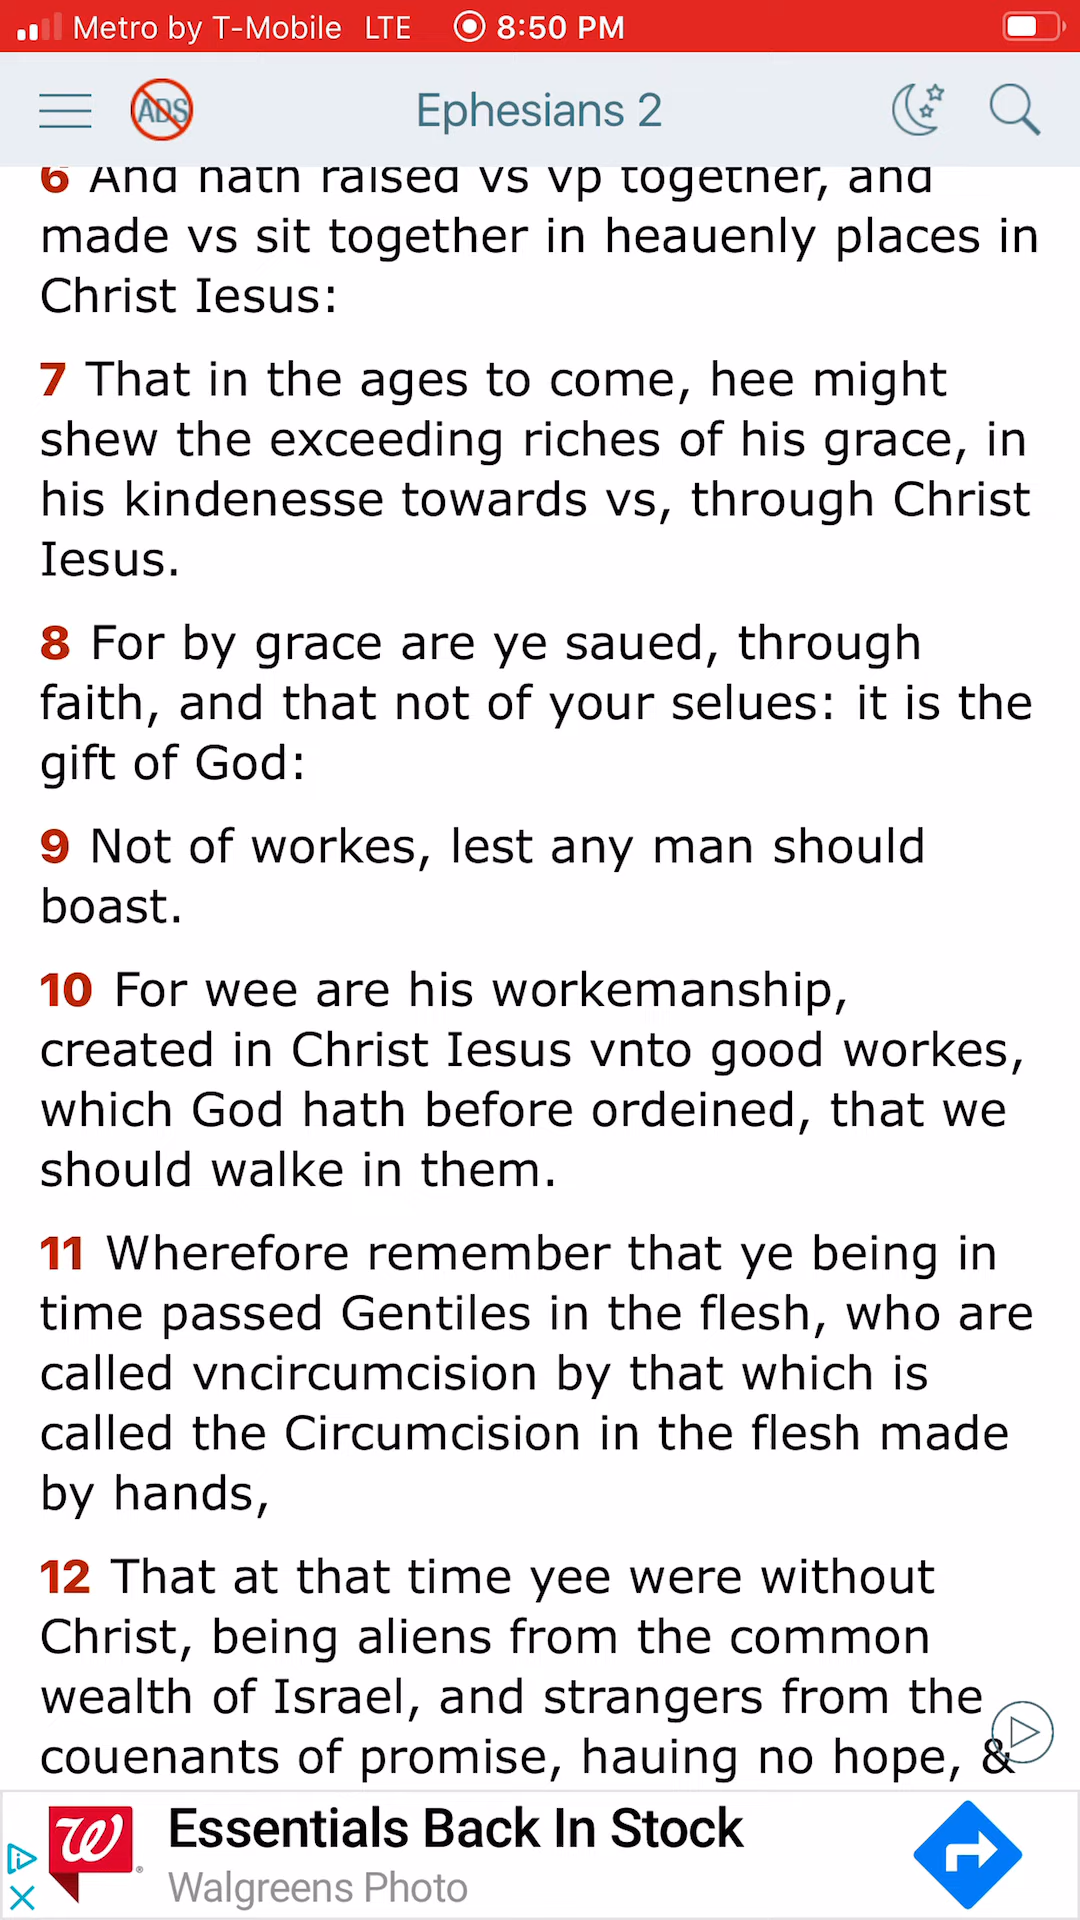 Metro by T-Mobile LTE 8:50 PM
ADS Ephesians 2
6 And hath raised vs vp together, and
made vs sit together in heauenly places in
Christ Iesus:
7 That in the ages to come, hee might
shew the exceeding riches of his grace, in
his kindenesse towards vs, through Christ
Iesus.
8 For by grace are ye saued, through
faith, and that not of your selues: it is the
gift of God:
9 Not of workes, lest any man should
boast.
10 For wee are his workemanship,
created in Christ Iesus vnto good workes,
which God hath before ordeined, that we
should walke in them.
11 Wherefore remember that ye being in
time passed Gentiles in the flesh, who are
called vncircumcision by that which is
called the Circumcision in the flesh made
by hands,
12 That at that time yee were without
Christ, being aliens from the common
wealth of Israel, and strangers from the
couenants of promise, hauing no hope, &
Essentials Back In Stock
Walgreens Photo